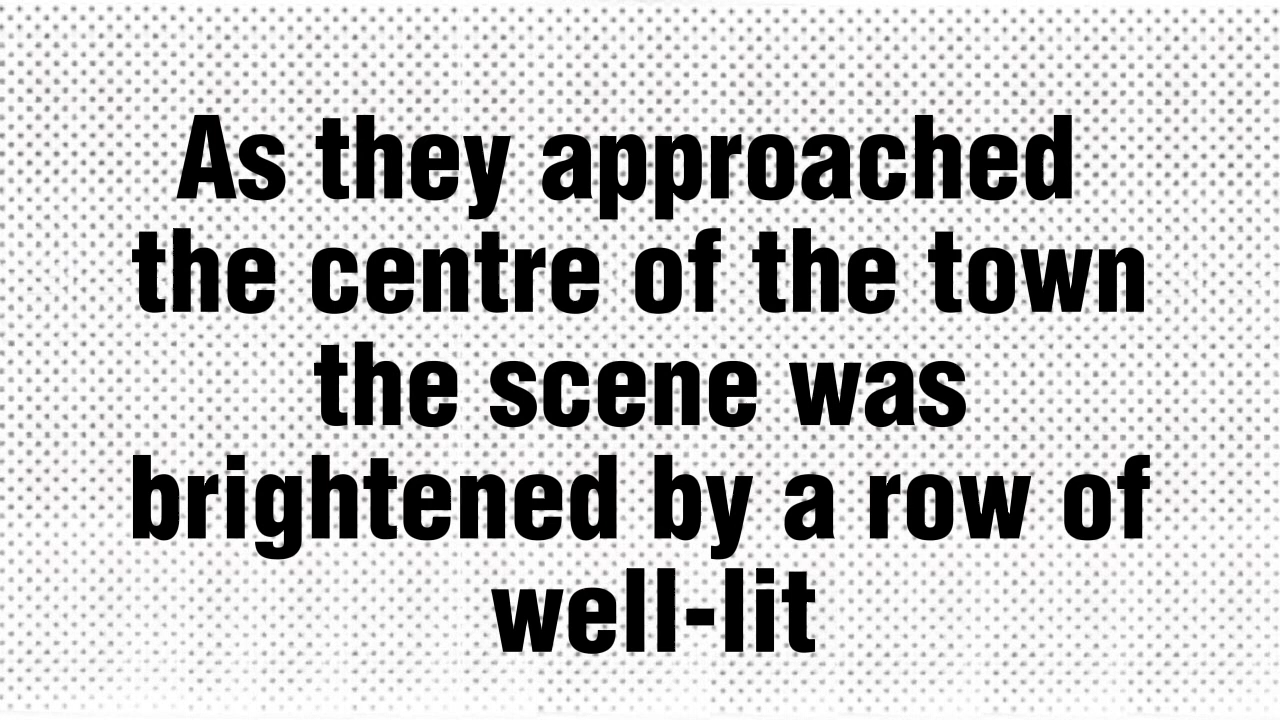 As they approached
the centre of the town
the scene was
brightened by a row of
well-lit